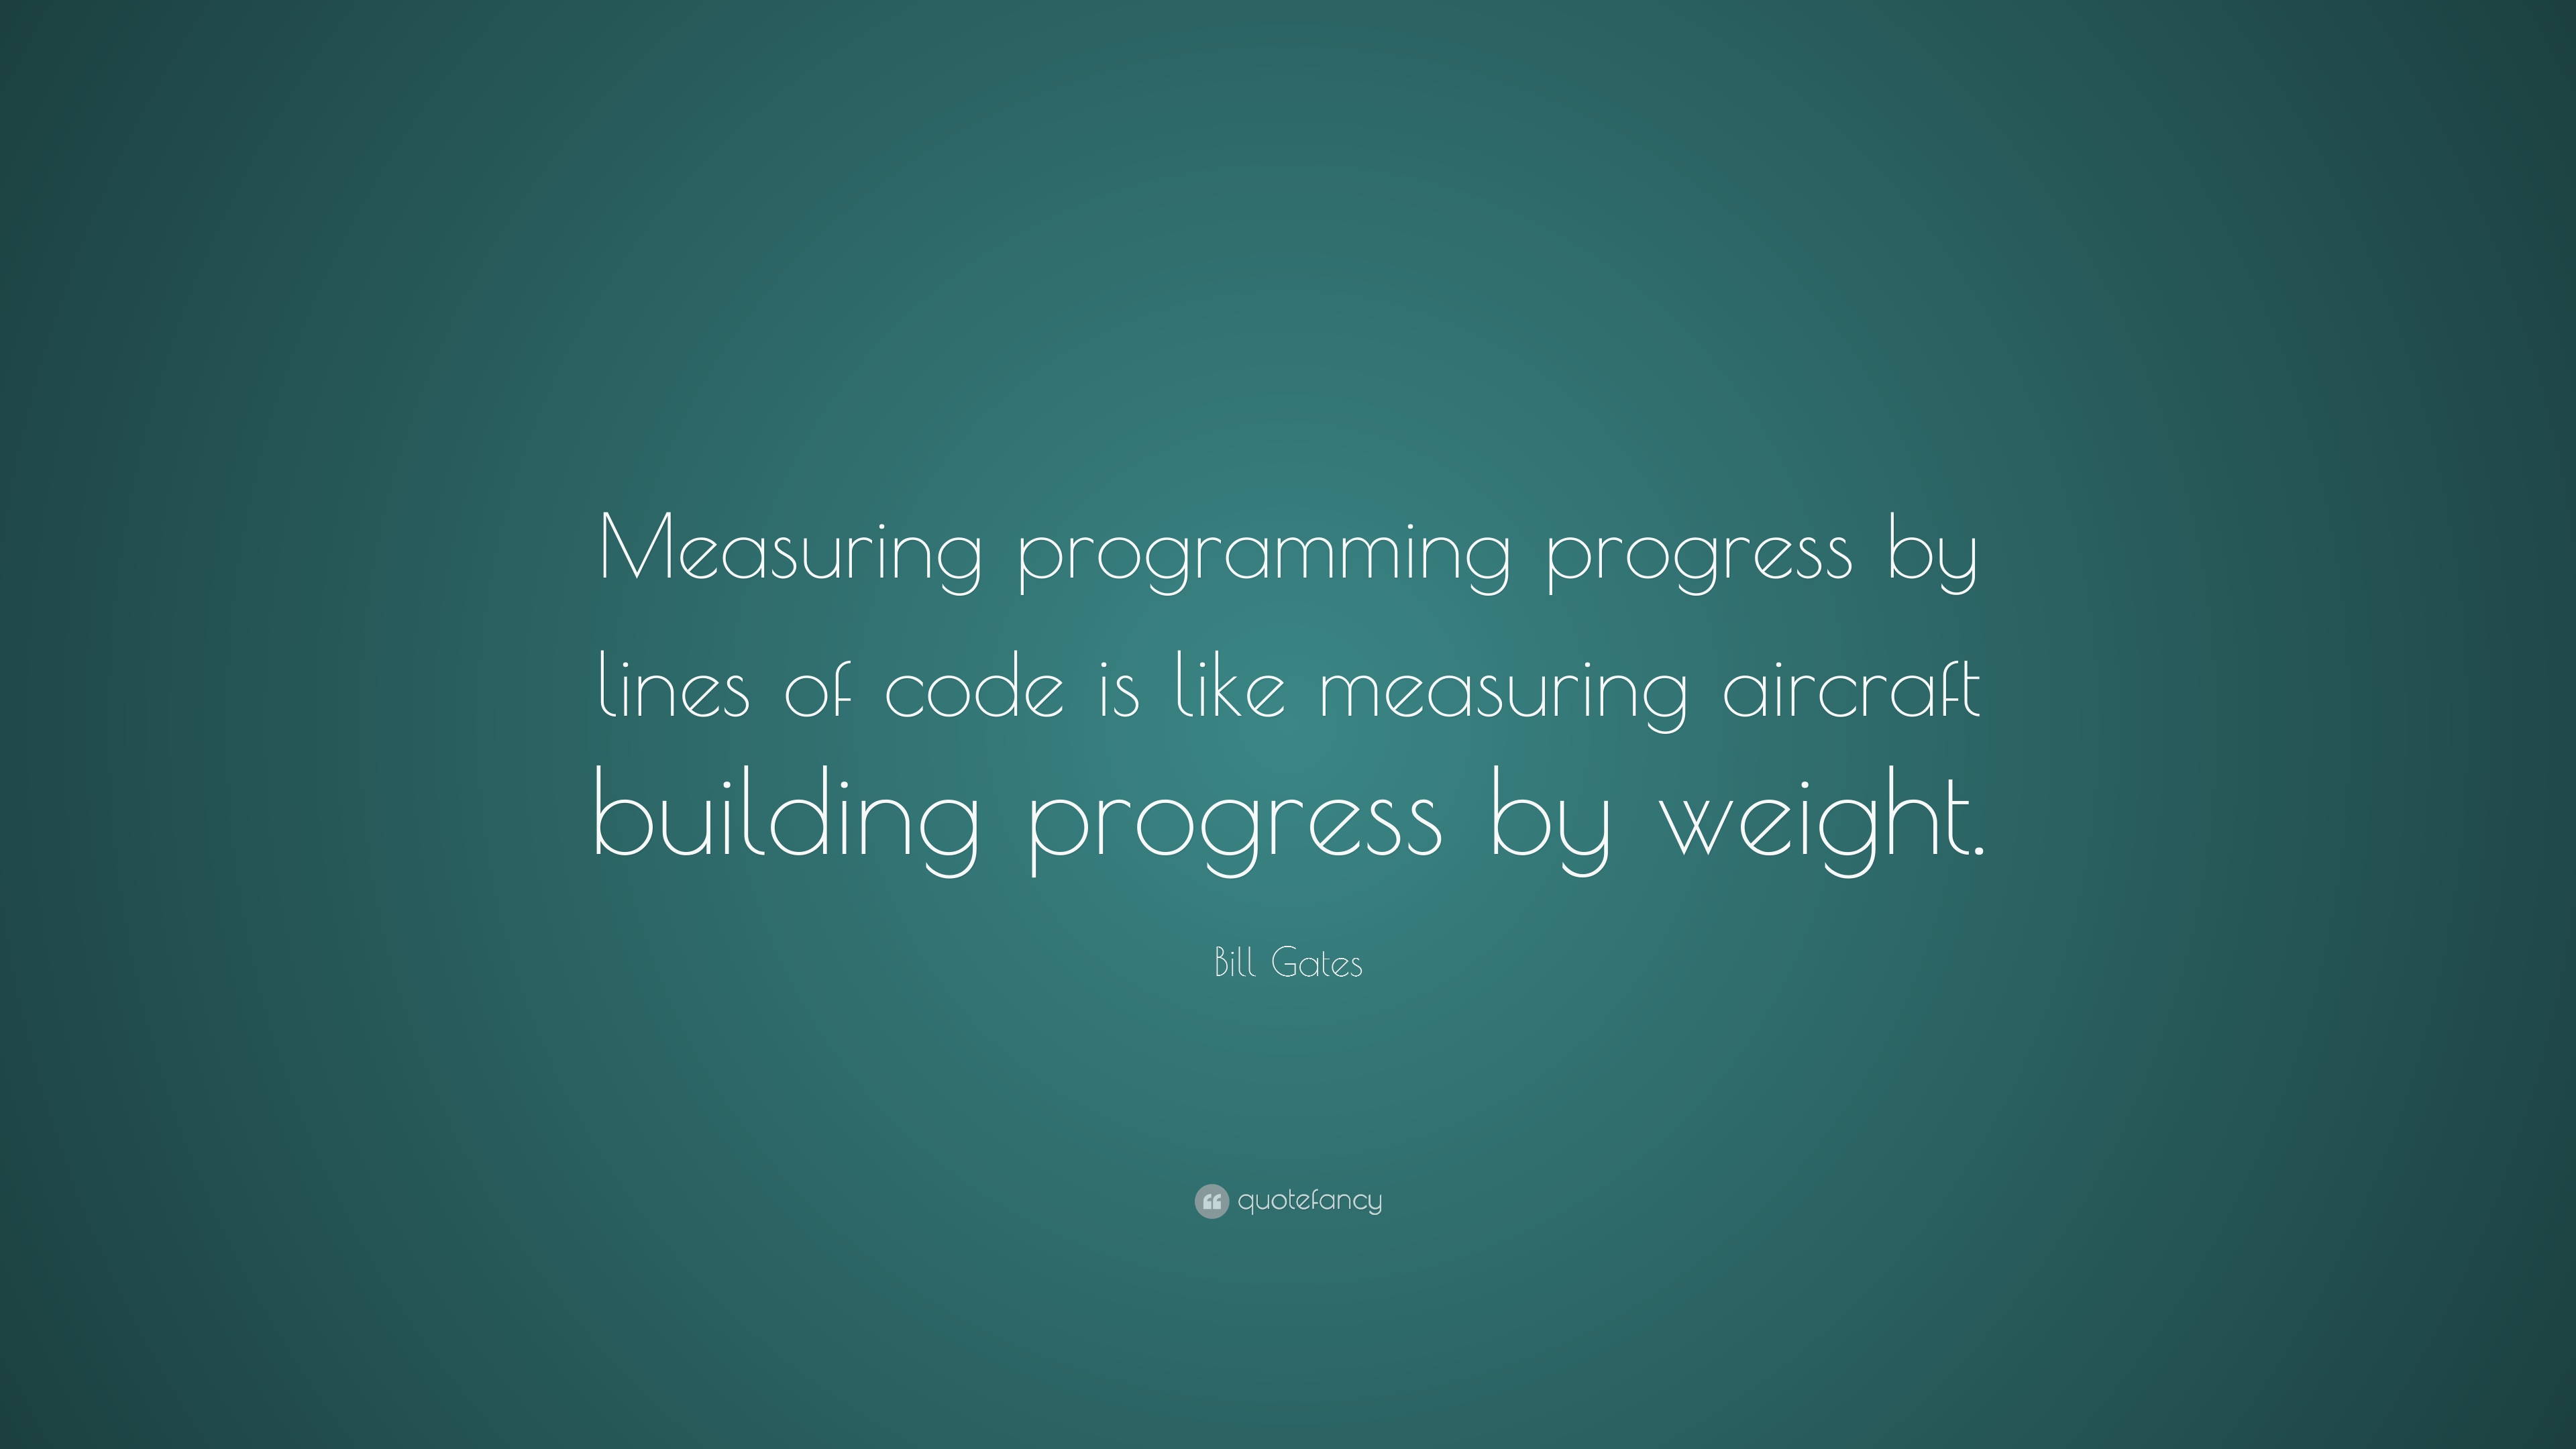 Measuring programming progress by
lines of code is like measuring aircraft
building progress by weight.
Bill Gates
quotefancy